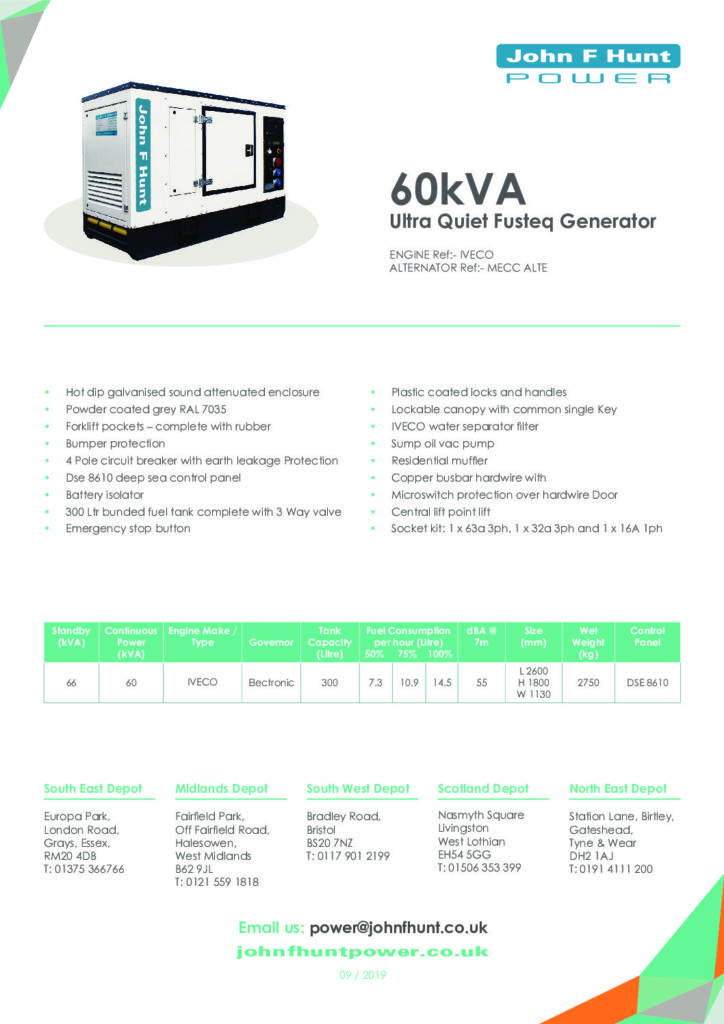 John F Hunt
POWER
John F Hunt
60kVA
Ultra Quiet Fusteq Generator
ENGINE Ref:- IVECO
ALTERNATOR Ref:- MECC ALTE
• Hot dip galvanised sound attenuated enclosure
• Powder coated grey RAL 7035
• Forklift pockets – complete with rubber
• Bumper protection
• 4 Pole circuit breaker with earth leakage Protection
• Dse 8610 deep sea control panel
• Battery isolator
• 300 Ltr bunded fuel tank complete with 3 Way valve
• Emergency stop button
• Plastic coated locks and handles
• Lockable canopy with common single Key
• IVECO water separator filter
• Sump oil vac pump
• Residential muffler
• Copper busbar hardwire with
• Microswitch protection over hardwire Door
• Central lift point lift
• Socket kit: 1 x 63a 3ph, 1 x 32a 3ph and 1 x 16A 1ph
Standby (kVA) Continuous Power (kVA) Engine Make / Type Governor Tank Capacity (Litre) Fuel Consumption per hour (Litre) 50% 75% 100% dBA @ 7m Size (mm) Wet Weight (kg) Control Panel
66 60 IVECO Electronic 300 7.3 10.9 14.5 55 L 2600 H 1800 W 1130 2750 DSE 8610
South East Depot
Europa Park,
London Road,
Grays, Essex,
RM20 4DB
T: 01375 366766
Midlands Depot
Fairfield Park,
Off Fairfield Road,
Halesowen,
West Midlands
B62 9JL
T: 0121 559 1818
South West Depot
Bradley Road,
Bristol
BS20 7NZ
T: 0117 901 2199
Scotland Depot
Nasmyth Square
Livingston
West Lothian
EH54 5GG
T: 01506 353 399
North East Depot
Station Lane, Birtley,
Gateshead,
Tyne & Wear
DH2 1AJ
T: 0191 4111 200
Email us: power@johnfhunt.co.uk
johnfhuntpower.co.uk
09 / 2019